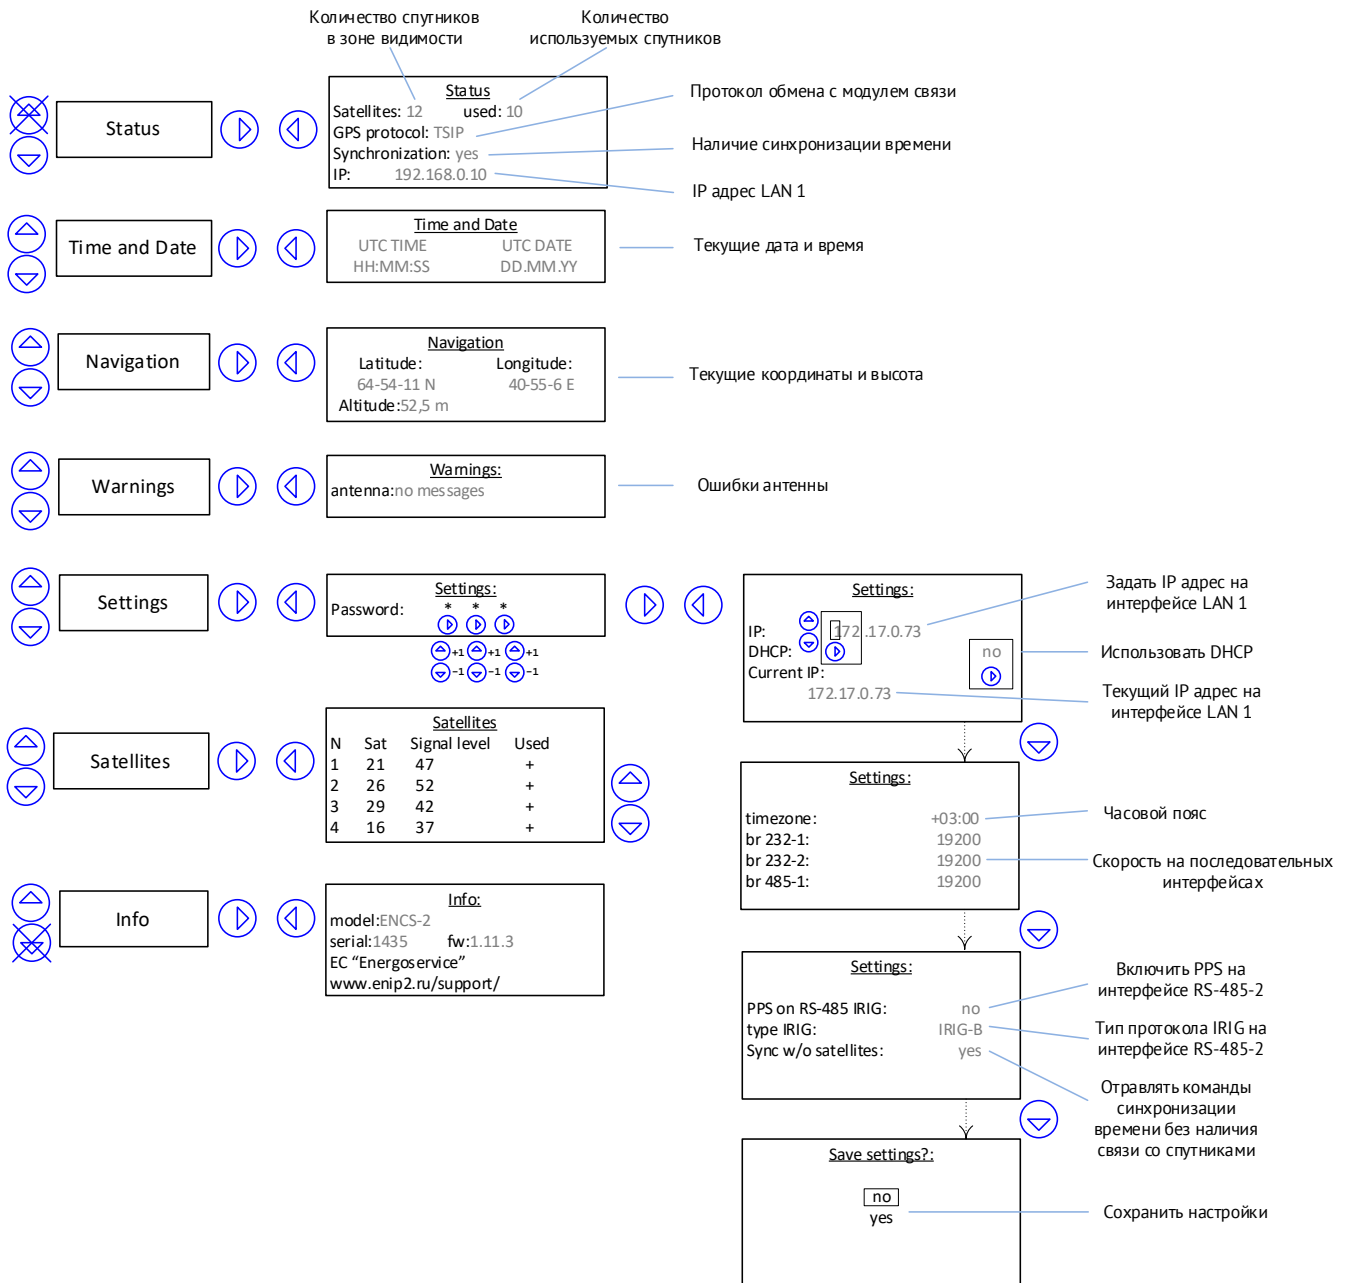 Количество спутников
в зоне видимости
Количество
используемых спутников
Status
Status
Satellites: 12 used: 10
GPS protocol: TSIP
Synchronization: yes
IP: 192.168.0.10
Протокол обмена с модулем связи
Наличие синхронизации времени
IP адрес LAN 1
Time and Date
Time and Date
UTC TIME UTC DATE
HH:MM:SS DD.MM.YY
Текущие дата и время
Navigation
Navigation
Latitude: Longitude:
64-54-11 N 40-55-6 E
Altitude:52,5 m
Текущие координаты и высота
Warnings
Warnings:
antenna:no messages
Ошибки антенны
Settings
Settings:
Password: * * *
+1 +1 +1
-1 -1 -1
Settings:
IP: 172.17.0.73
DHCP: no
Current IP:
172.17.0.73
Задать IP адрес на
интерфейсе LAN 1
Использовать DHCP
Текущий IP адрес на
интерфейсе LAN 1
Satellites
Satellites
N Sat Signal level Used
1 21 47 +
2 26 52 +
3 29 42 +
4 16 37 +
Settings:
timezone: +03:00
br 232-1: 19200
br 232-2: 19200
br 485-1: 19200
Часовой пояс
Скорость на последовательных
интерфейсах
Info
Info:
model:ENCS-2
serial:1435 fw:1.11.3
EC “Energoservice”
www.enip2.ru/support/
Settings:
PPS on RS-485 IRIG: no
type IRIG: IRIG-B
Sync w/o satellites: yes
Включить PPS на
интерфейсе RS-485-2
Тип протокола IRIG на
интерфейсе RS-485-2
Отравлять команды
синхронизации
времени без наличия
связи со спутниками
Save settings?:
no
yes
Сохранить настройки